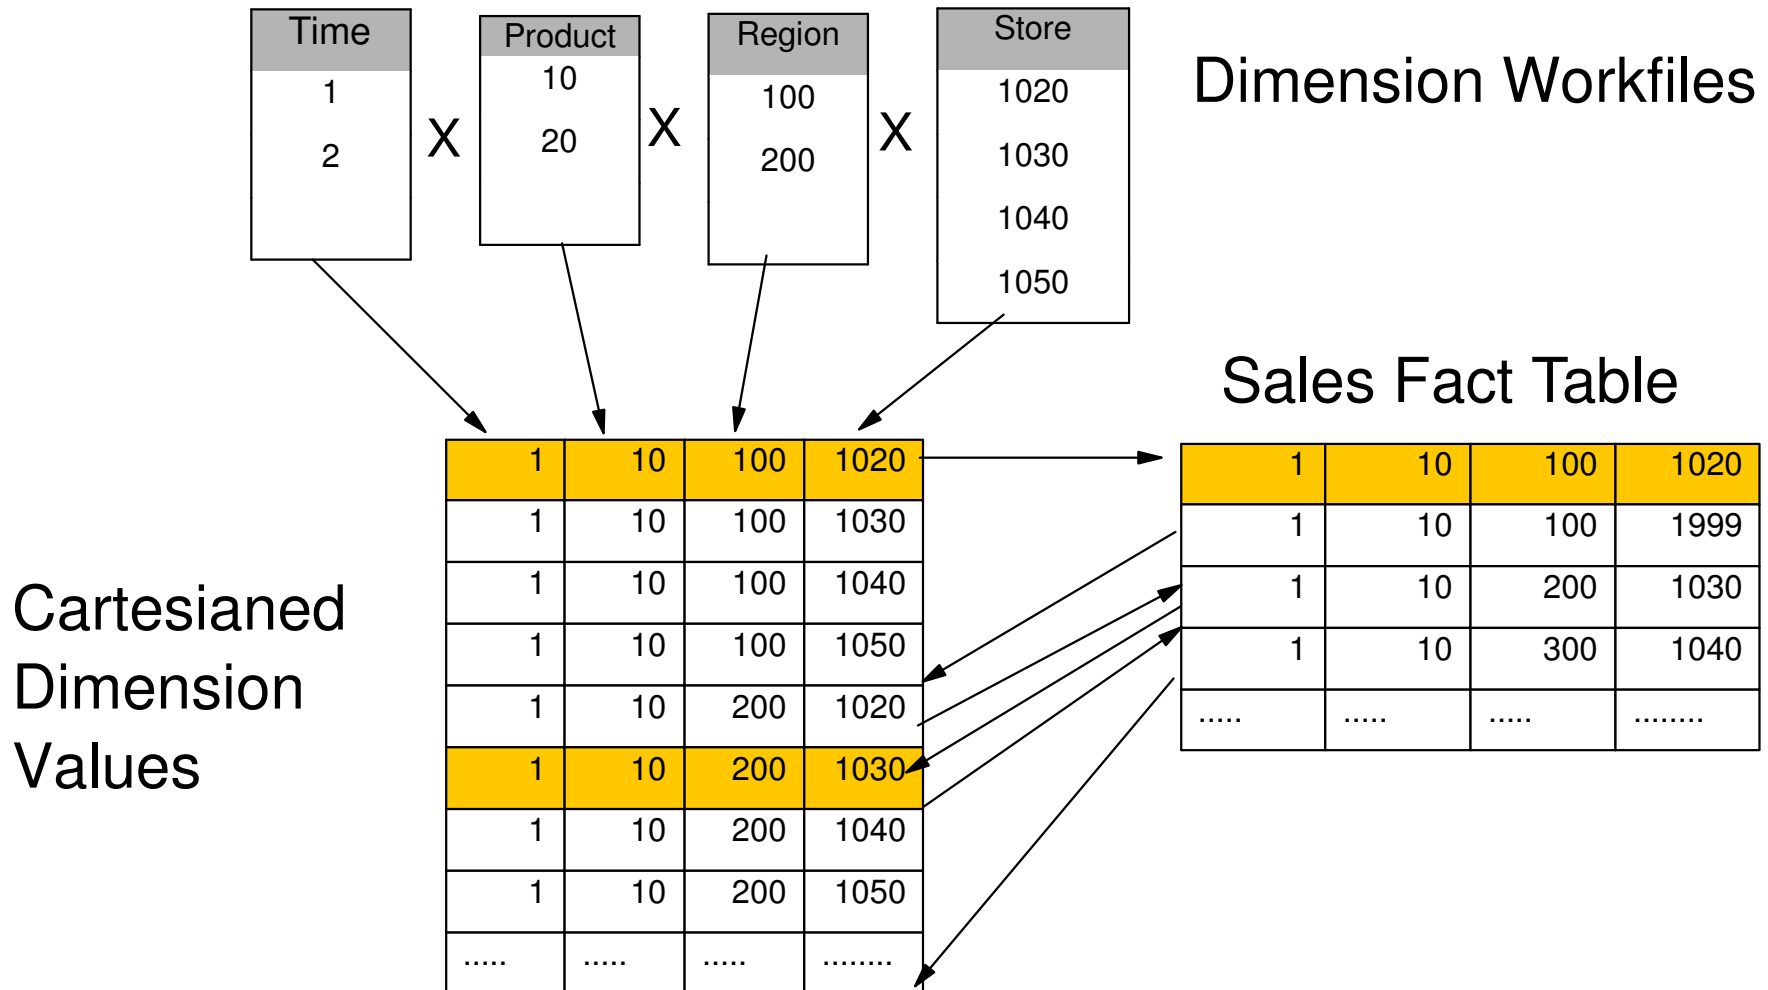 Time Product Region Store
1 10 100 1020
2 20 200 1030
1040
1050
X X X
Dimension Workfiles
Sales Fact Table
Cartesianed
Dimension
Values
1 10 100 1020
1 10 100 1030
1 10 100 1040
1 10 100 1050
1 10 200 1020
1 10 200 1030
1 10 200 1040
1 10 200 1050
..... ..... ..... ........
1 10 100 1020
1 10 100 1999
1 10 200 1030
1 10 300 1040
..... ..... ..... ........